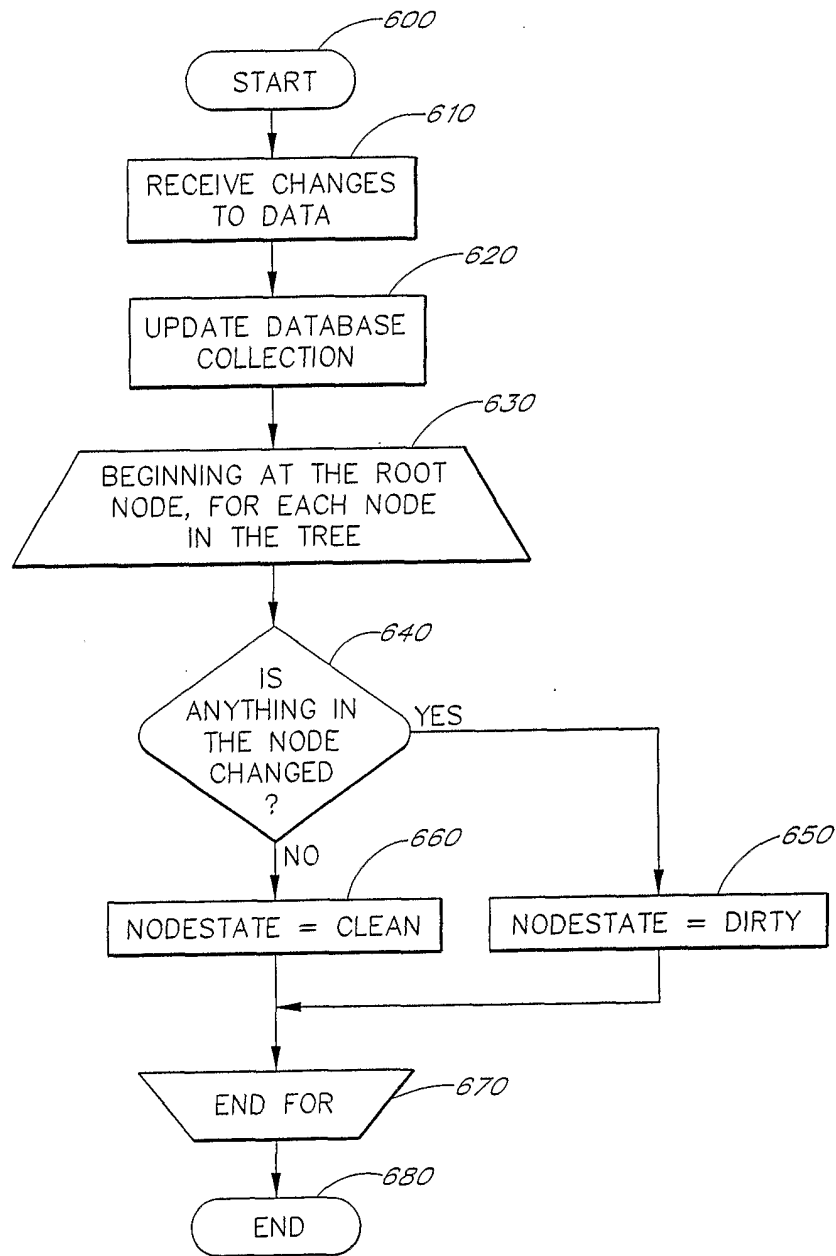 600
START
610
RECEIVE CHANGES
TO DATA
620
UPDATE DATABASE
COLLECTION
630
BEGINNING AT THE ROOT
NODE, FOR EACH NODE
IN THE TREE
640
IS
ANYTHING IN
THE NODE
CHANGED
?
YES
NO
660
NODESTATE = CLEAN
650
NODESTATE = DIRTY
END FOR
670
680
END